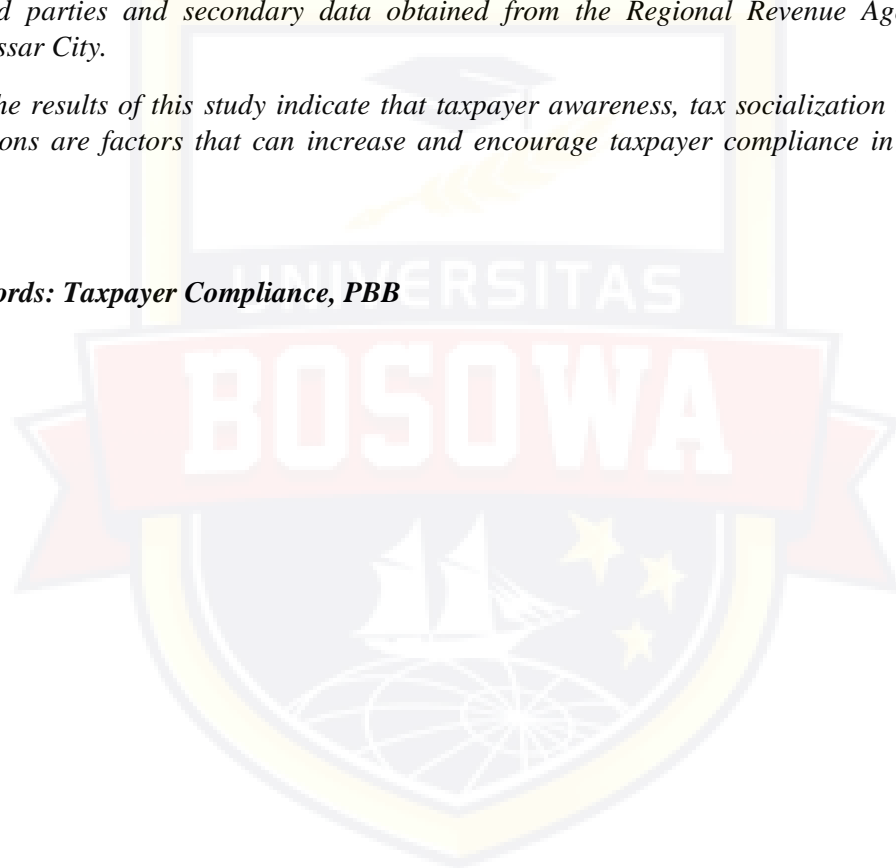 d parties and secondary data obtained from the Regional Revenue Ag
ssar City.
he results of this study indicate that taxpayer awareness, tax socialization
ions are factors that can increase and encourage taxpayer compliance in
ords: Taxpayer Compliance, PBB
UNIVERSITAS
BOSOWA